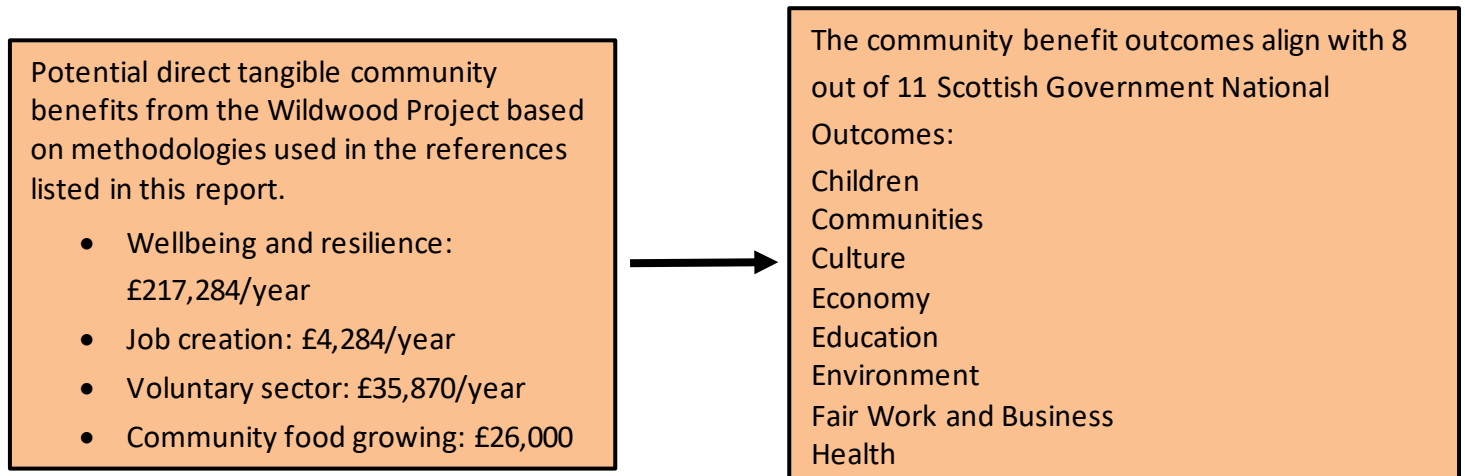 Potential direct tangible community
benefits from the Wildwood Project based
on methodologies used in the references
listed in this report.
• Wellbeing and resilience:
£217,284/year
• Job creation: £4,284/year
• Voluntary sector: £35,870/year
• Community food growing: £26,000
The community benefit outcomes align with 8
out of 11 Scottish Government National
Outcomes:
Children
Communities
Culture
Economy
Education
Environment
Fair Work and Business
Health